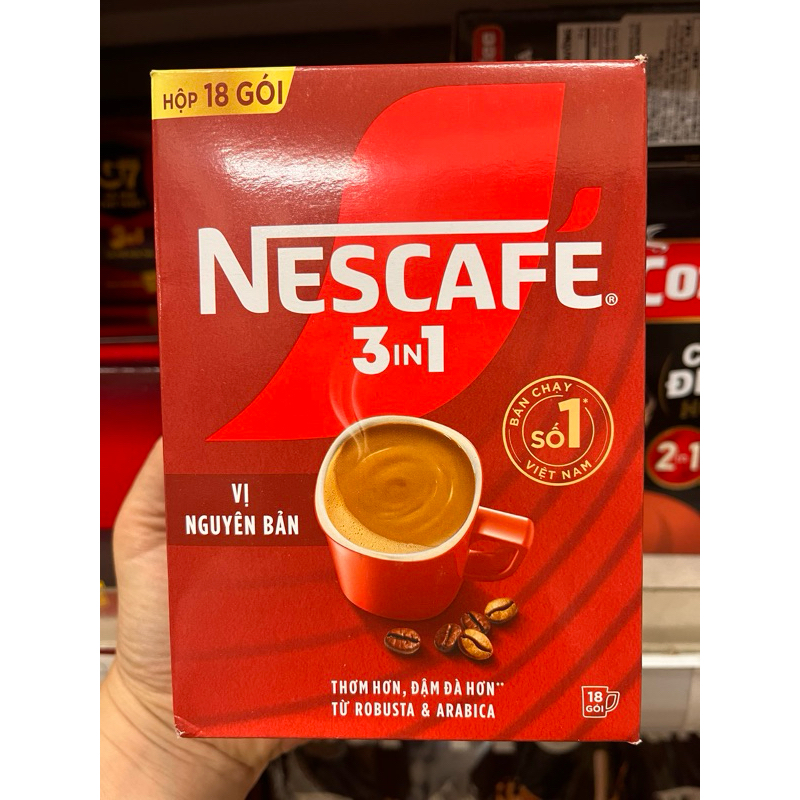 HỘP 18 GÓI
NESCAFÉ®
3IN1
BÁN CHẠY
SỐ 1*
VIỆT NAM
VỊ
NGUYÊN BẢN
THƠM HƠN, ĐẬM ĐÀ HƠN**
TỪ ROBUSTA & ARABICA
18
GÓI
2IN1